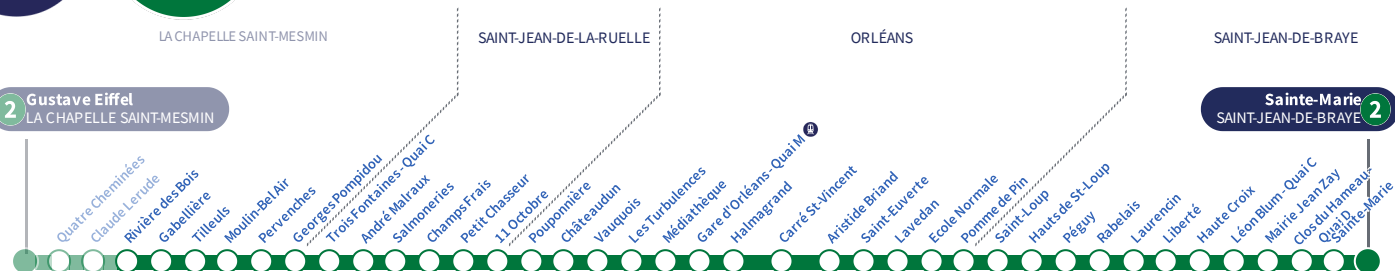 LA CHAPELLE SAINT-MESMIN
SAINT-JEAN-DE-LA-RUELLE
ORLÉANS
SAINT-JEAN-DE-BRAYE
2
Gustave Eiffel
LA CHAPELLE SAINT-MESMIN
Sainte-Marie
SAINT-JEAN-DE-BRAYE
2
Quatre Cheminées
Claude Lerude
Rivière des Bois
Gabellière
Tilleuls
Moulin-Bel Air
Pervenches
Georges Pompidou
Trois Fontaines - Quai C
André Malraux
Salmoneries
Champs Frais
Petit Chasseur
11 Octobre
Pouponnière
Châteaudun
Vauquois
Les Turbulences
Médiathèque
Gare d'Orléans - Quai M
Halmagrand
Carré St-Vincent
Aristide Briand
Saint-Euverte
Lavedan
Ecole Normale
Pomme de Pin
Saint-Loup
Hauts de St-Loup
Péguy
Rabelais
Laurencin
Liberté
Haute Croix
Léon Blum - Quai C
Mairie Jean Zay
Clos du Hameau -
Quai D
Sainte-Marie